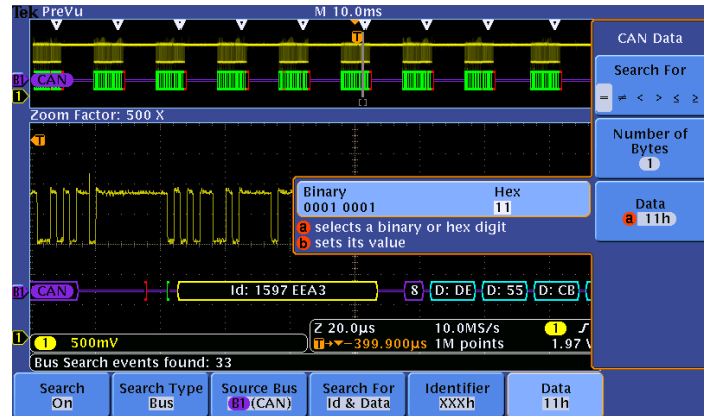 Tek PreVu M 10.0ms
T
CAN Data
Search For
= ≠ < > ≤ ≥
Number of
Bytes
1
Data
a 11h
B1 CAN
1
Zoom Factor: 500 X
T
Binary Hex
0001 0001 11
a selects a binary or hex digit
b sets its value
B1 CAN Id: 1597 EEA3 8 D: DE D: 55 D: CB
1
1 500mV
Z 20.0µs 10.0MS/s 1
T→▼-399.900µs 1M points 1.97 V
Bus Search events found: 33
Search
On
Search Type
Bus
Source Bus
B1 (CAN)
Search For
Id & Data
Identifier
XXXh
Data
11h